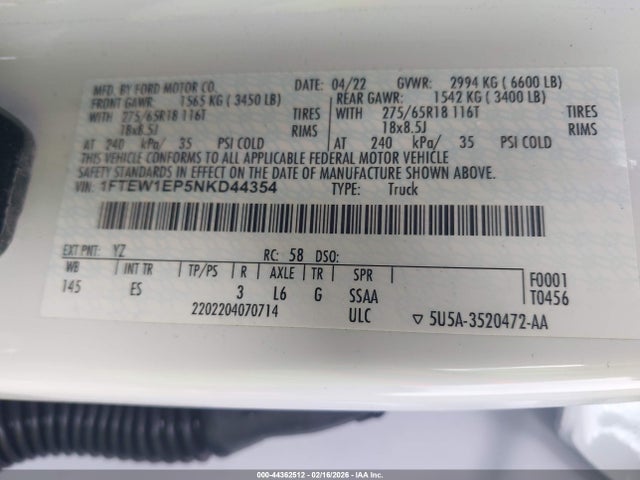 MFD. BY FORD MOTOR CO. DATE: 04/22 GVWR: 2994 KG ( 6600 LB)
FRONT GAWR: 1565 KG ( 3450 LB) REAR GAWR: 1542 KG ( 3400 LB)
WITH 275/65R18 116T TIRES WITH 275/65R18 116T TIRES
18x8.5J RIMS 18x8.5J RIMS
AT 240 kPa/ 35 PSI COLD AT 240 kPa/ 35 PSI COLD
THIS VEHICLE CONFORMS TO ALL APPLICABLE FEDERAL MOTOR VEHICLE
SAFETY STANDARDS IN EFFECT ON THE DATE OF MANUFACTURE SHOWN ABOVE.
VIN: 1FTEW1EP5NKD44354 TYPE: Truck
EXT PNT: YZ RC: 58 DSO:
WB INT TR TP/PS R AXLE TR SPR F0001
145 ES 3 L6 G SSAA T0456
2202204070714 ULC ▽ 5U5A-3520472-AA
000-44362512 - 02/16/2026 - IAA Inc.